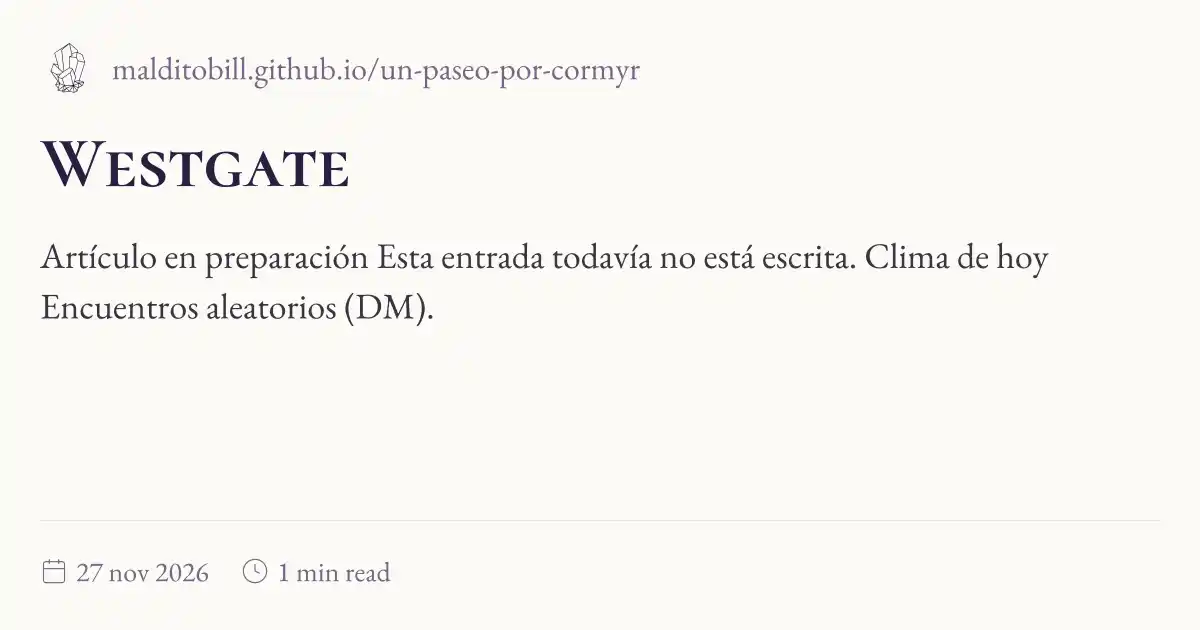 malditobill.github.io/un-paseo-por-cormyr
Westgate
Artículo en preparación Esta entrada todavía no está escrita. Clima de hoy
Encuentros aleatorios (DM).
27 nov 2026
1 min read